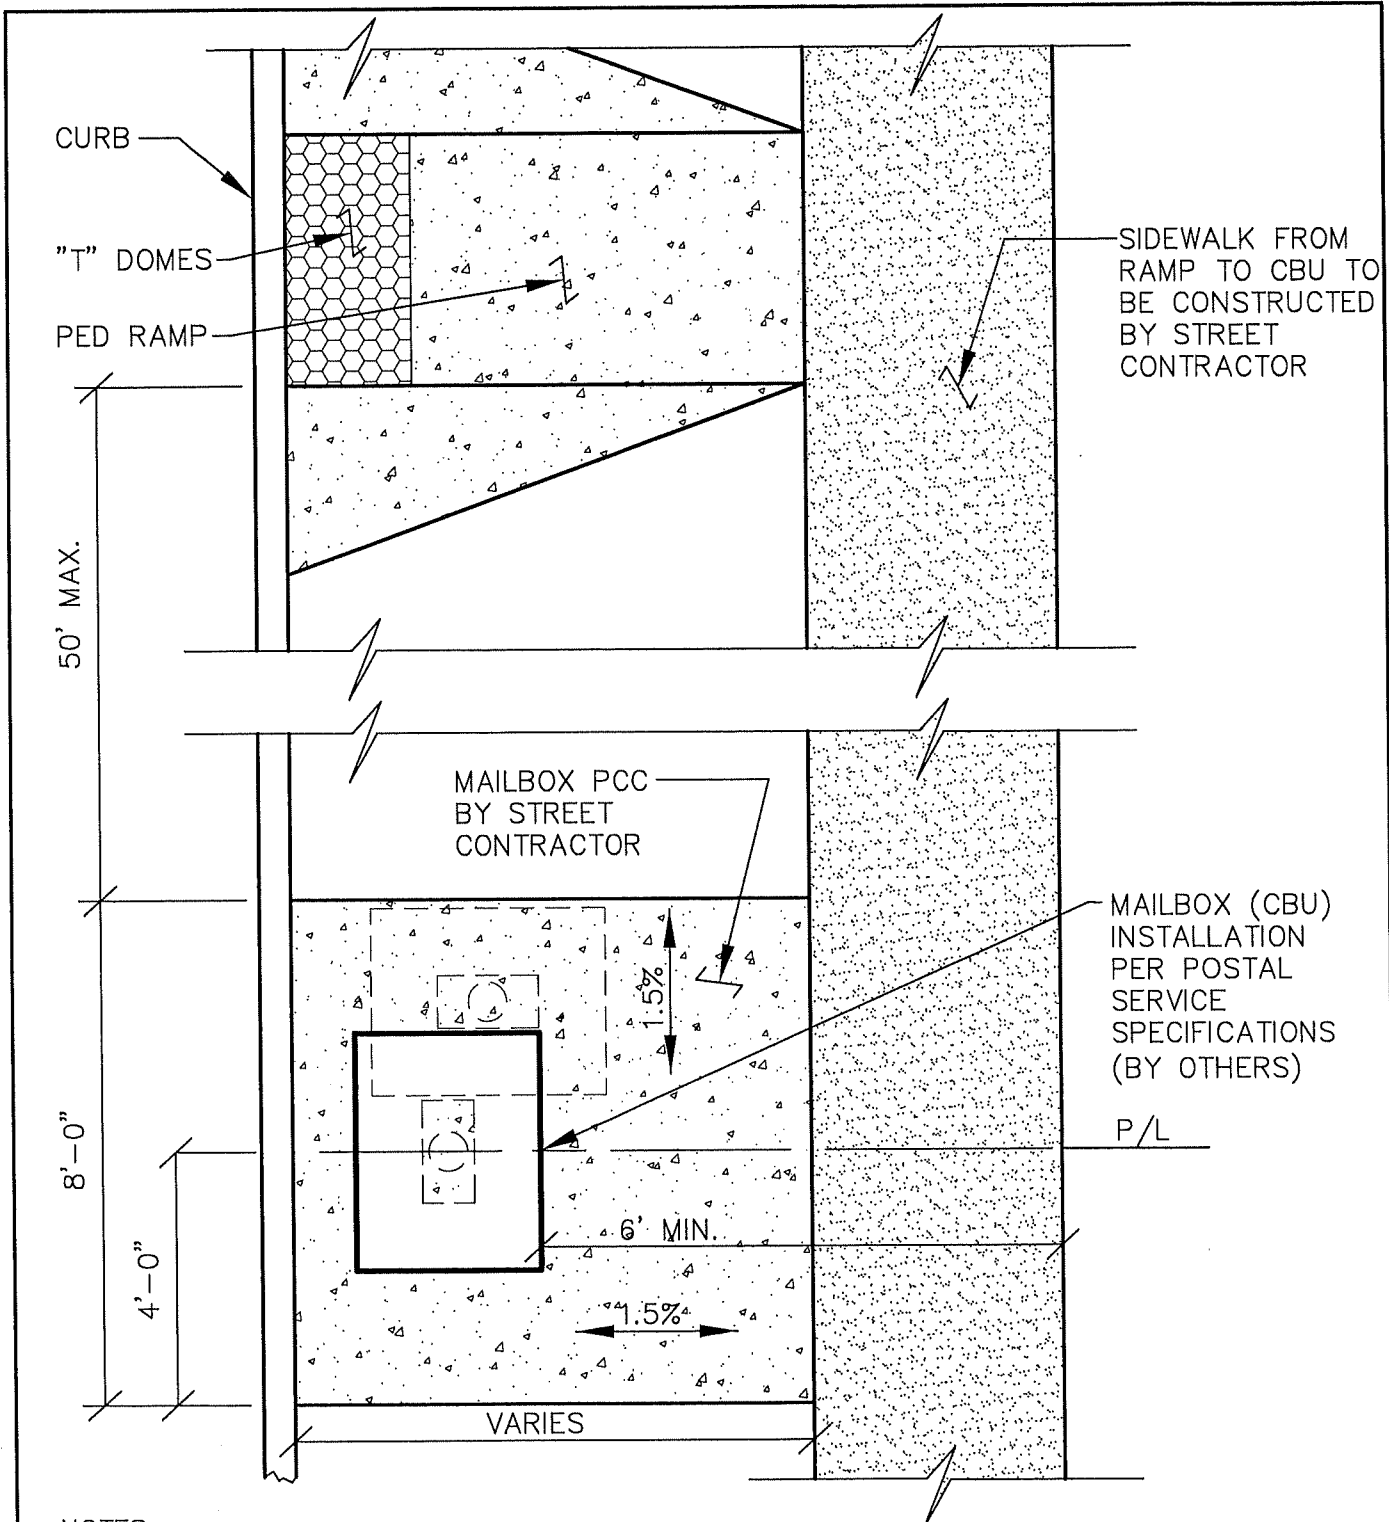 CURB
"T" DOMES
PED RAMP
SIDEWALK FROM
RAMP TO CBU TO
BE CONSTRUCTED
BY STREET
CONTRACTOR
50' MAX.
MAILBOX PCC
BY STREET
CONTRACTOR
MAILBOX (CBU)
INSTALLATION
PER POSTAL
SERVICE
SPECIFICATIONS
(BY OTHERS)
1.5%
P/L
8'-0"
4'-0"
6' MIN.
1.5%
VARIES